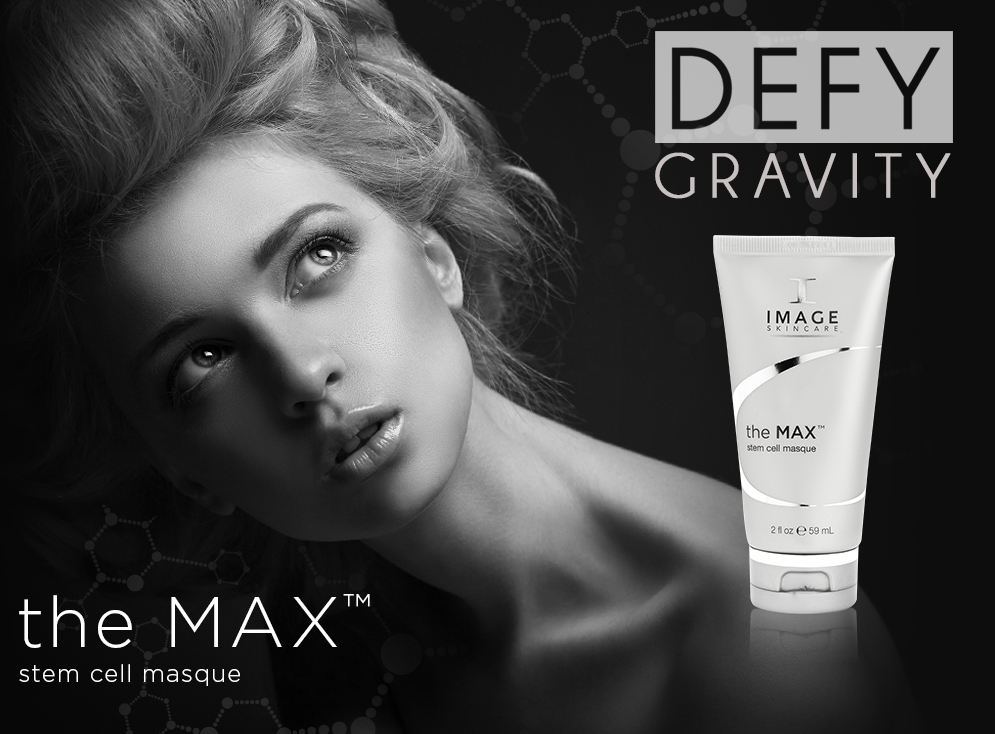 DEFY
GRAVITY
IMAGE
SKINCARE
the MAX™
stem cell masque
2 fl oz ℮ 59 mL
the MAX™
stem cell masque